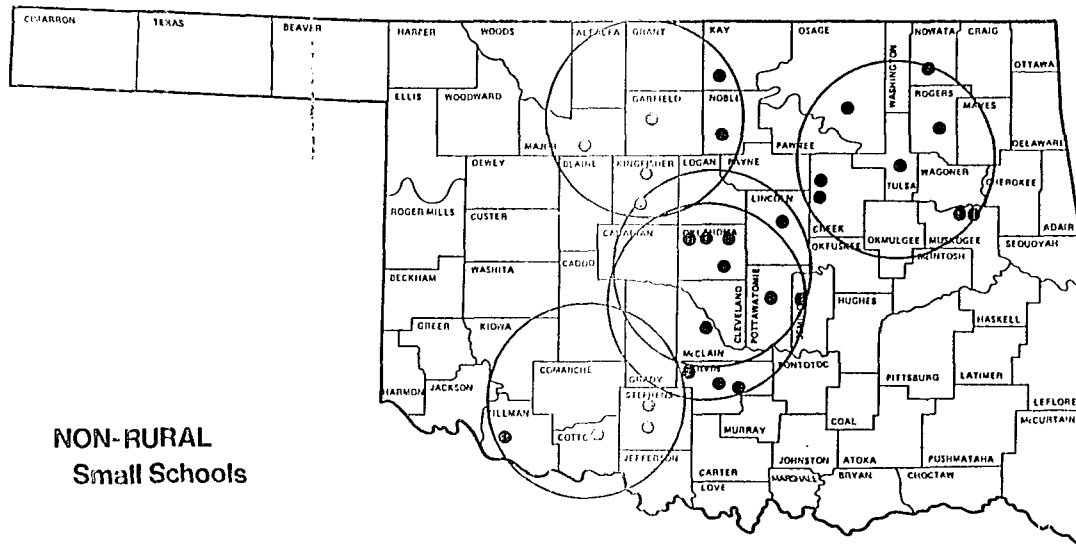 CIMARRON
TEXAS
BEAVER
HARPER
WOODS
ALFALFA
GRANT
KAY
OSAGE
WASHINGTON
NOWATA
CRAIG
OTTAWA
ELLIS
WOODWARD
MAJOR
GARFIELD
NOBLE
PAWNEE
ROGERS
MAYES
DELAWARE
DEWEY
BLAINE
KINGFISHER
LOGAN
PAYNE
TULSA
WAGONER
CHEROKEE
ADAIR
ROGER MILLS
CUSTER
CANADIAN
OKLAHOMA
LINCOLN
CREEK
OKFUSKEE
OKMULGEE
MUSKOGEE
SEQUOYAH
MCINTOSH
BECKHAM
WASHITA
CADDO
CLEVELAND
POTTAWATOMIE
HUGHES
HASKELL
GREER
KIOWA
COMANCHE
GRADY
McCLAIN
GARVIN
PONTOTOC
PITTSBURG
LATIMER
LEFLORE
HARMON
JACKSON
TILLMAN
STEPHENS
MURRAY
COAL
McCURTAIN
JEFFERSON
CARTER
JOHNSTON
ATOKA
PUSHMATAHA
LOVE
MARSHALL
BRYAN
CHOCTAW
NON-RURAL
Small Schools